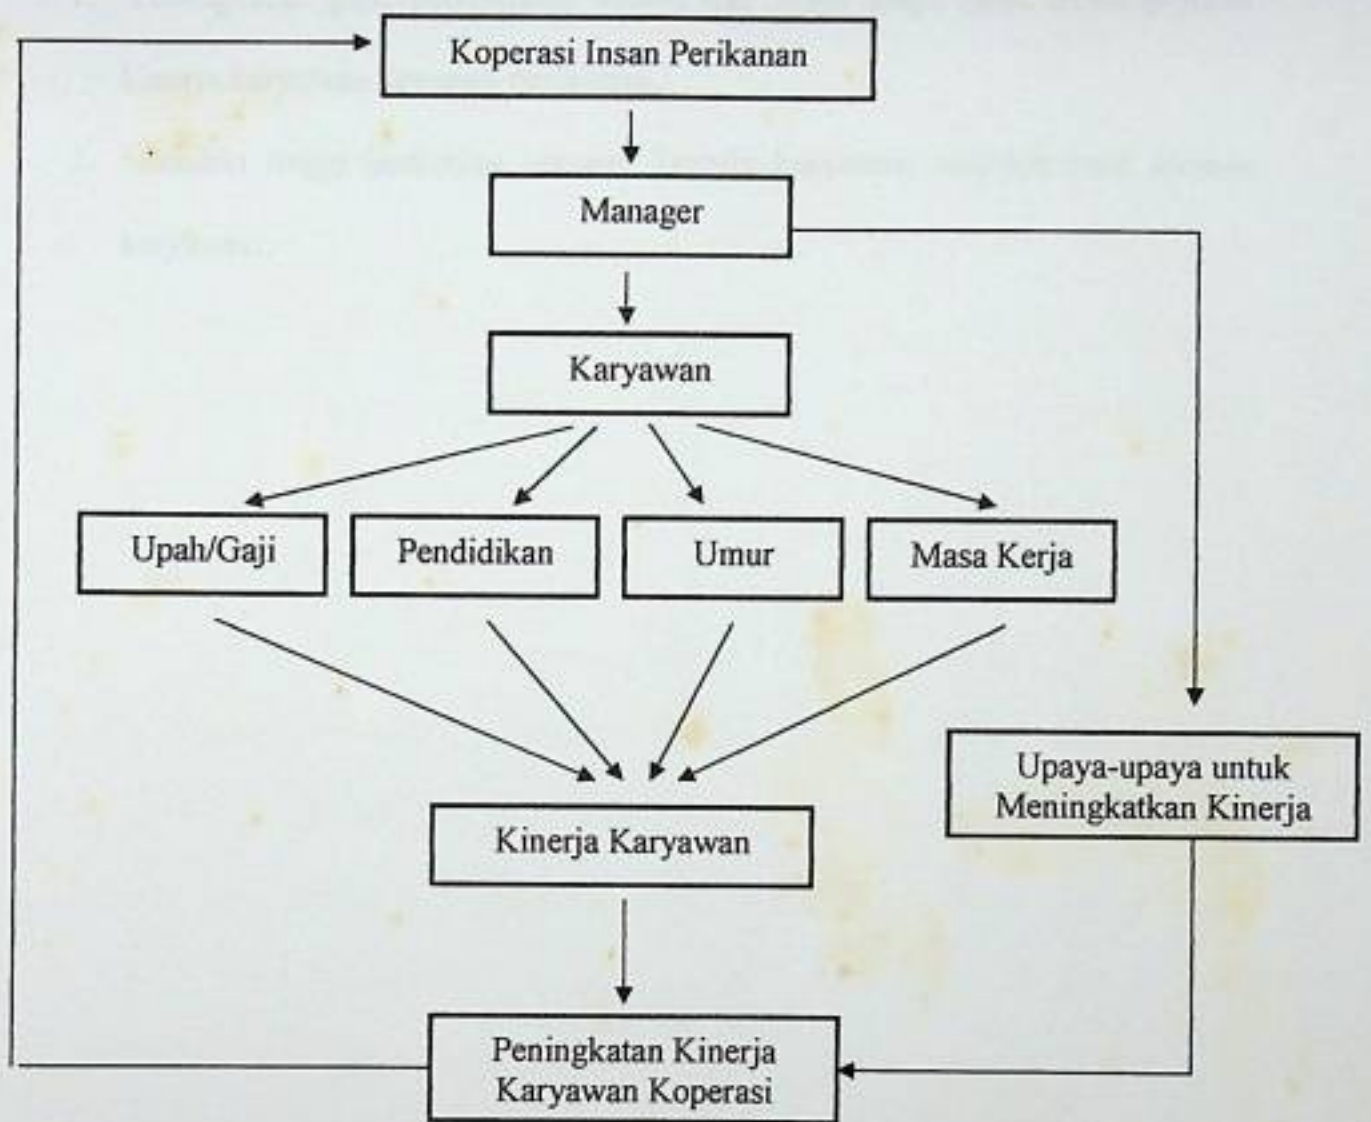 Koperasi Insan Perikanan
Manager
Karyawan
Upah/Gaji
Pendidikan
Umur
Masa Kerja
Upaya-upaya untuk
Meningkatkan Kinerja
Kinerja Karyawan
Peningkatan Kinerja
Karyawan Koperasi